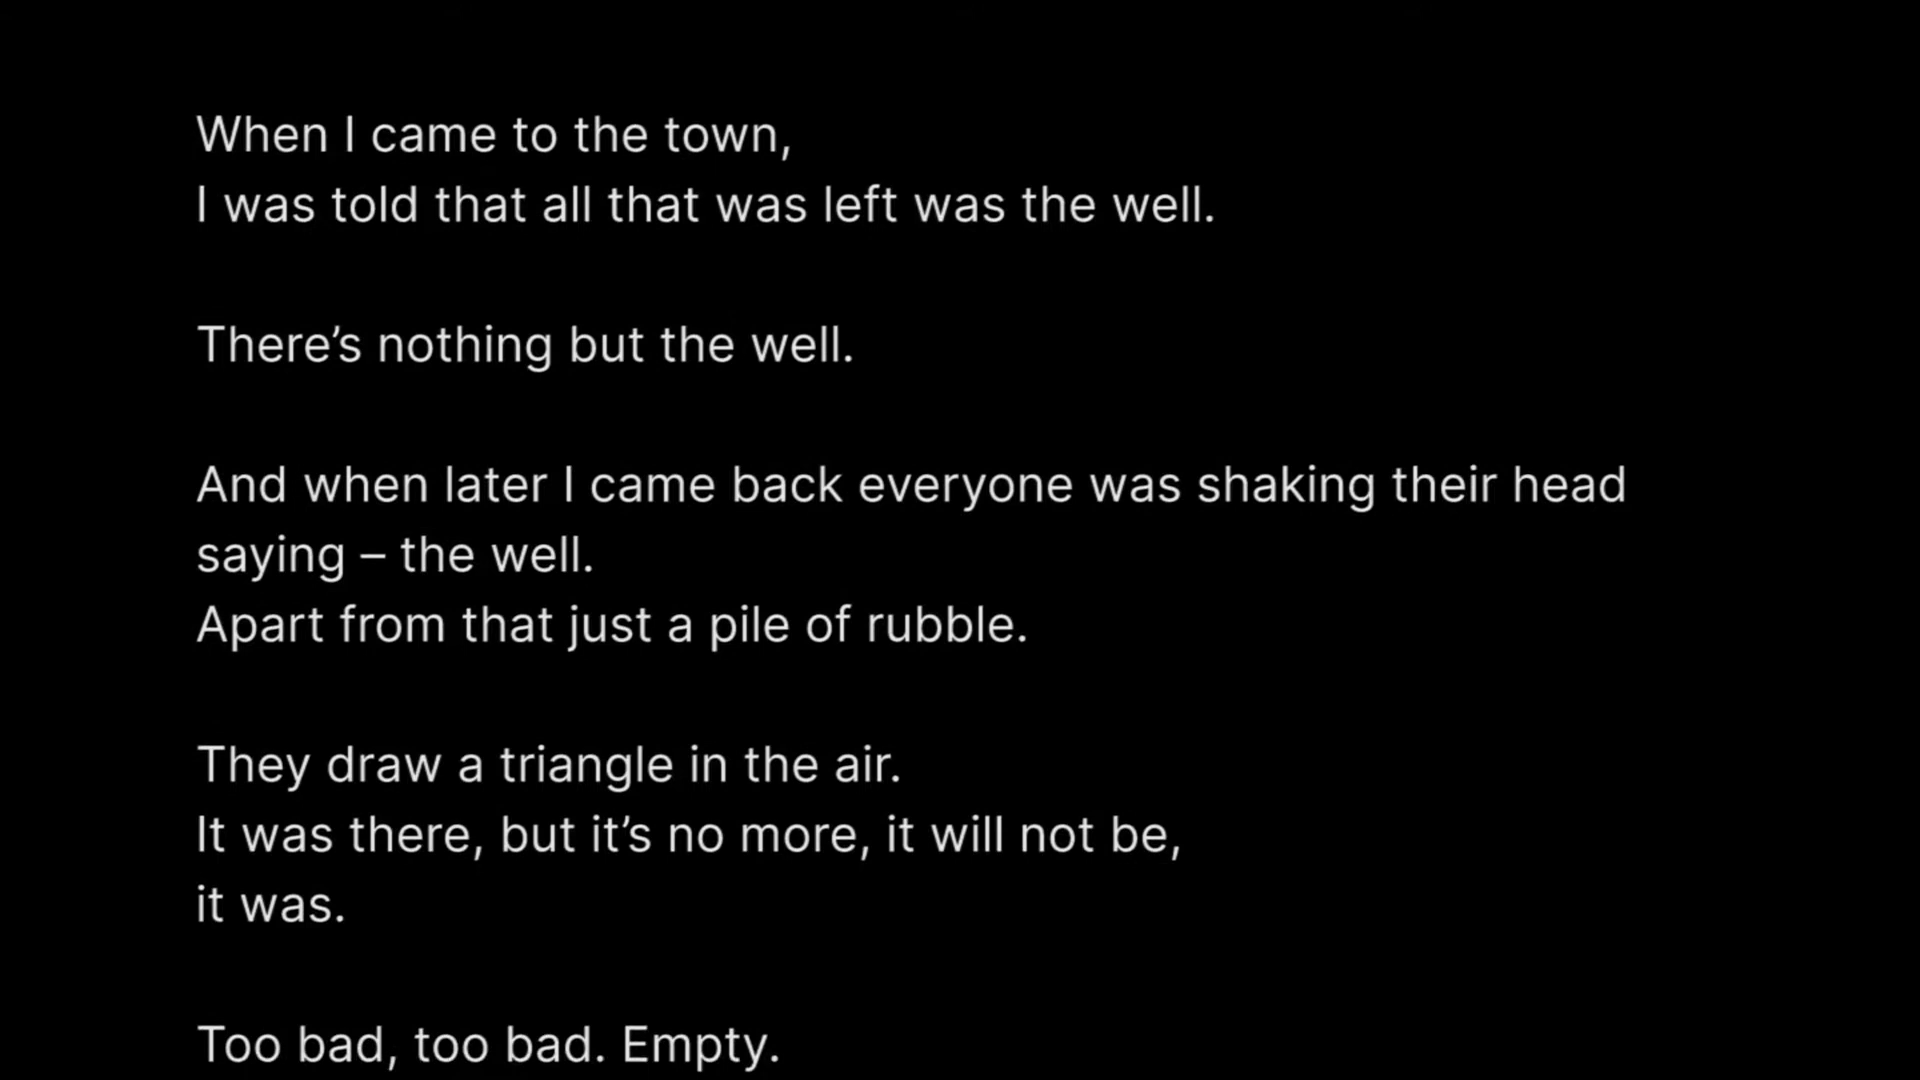 When I came to the town,
I was told that all that was left was the well.
There’s nothing but the well.
And when later I came back everyone was shaking their head
saying – the well.
Apart from that just a pile of rubble.
They draw a triangle in the air.
It was there, but it’s no more, it will not be,
it was.
Too bad, too bad. Empty.